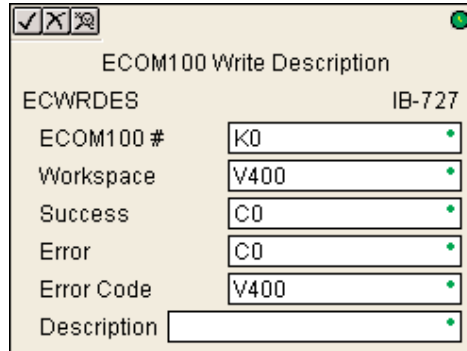 ECOM100 Write Description
ECWRDES IB-727
ECOM100 # K0
Workspace V400
Success C0
Error C0
Error Code V400
Description